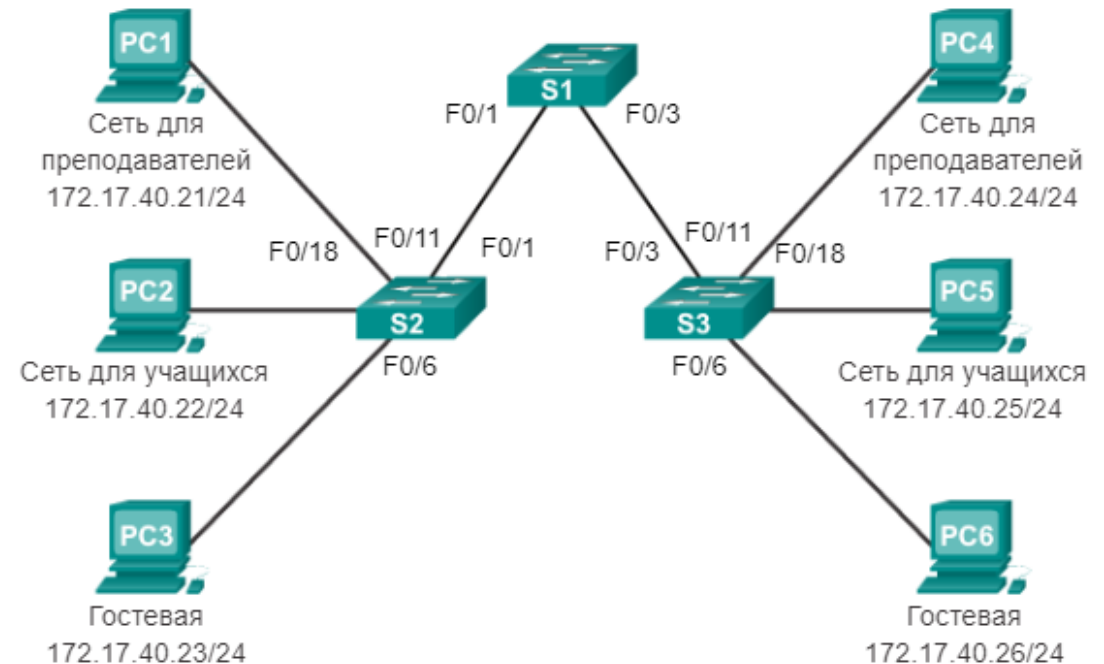 PC1
Сеть для
преподавателей
172.17.40.21/24
S1
F0/1
F0/3
PC4
Сеть для
преподавателей
172.17.40.24/24
F0/18
F0/11
F0/1
F0/3
F0/11
F0/18
PC2
Сеть для учащихся
172.17.40.22/24
S2
F0/6
S3
F0/6
PC5
Сеть для учащихся
172.17.40.25/24
PC3
Гостевая
172.17.40.23/24
PC6
Гостевая
172.17.40.26/24